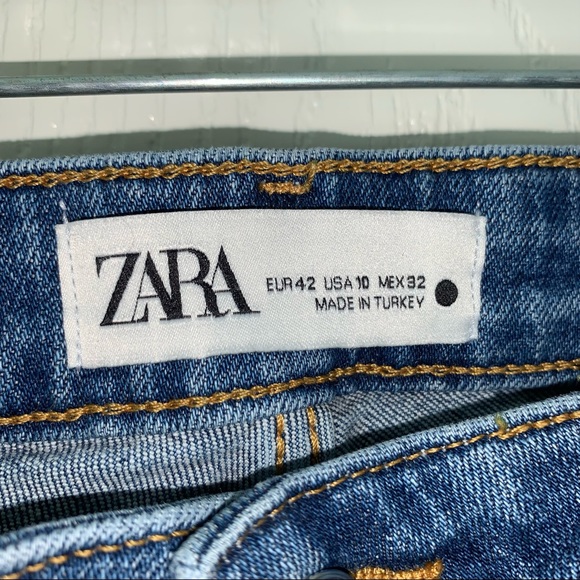 ZARA
EUR 42 USA 10 MEX 32
MADE IN TURKEY